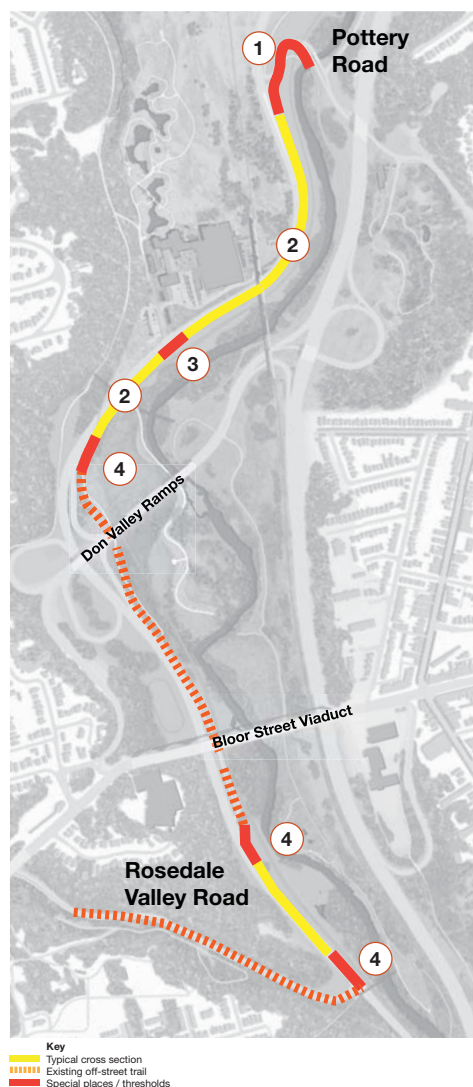 1
Pottery
Road
2
3
2
4
Don Valley Ramps
Bloor Street Viaduct
4
Rosedale
Valley Road
4
Key
Typical cross section
Existing off-street trail
Special places / thresholds